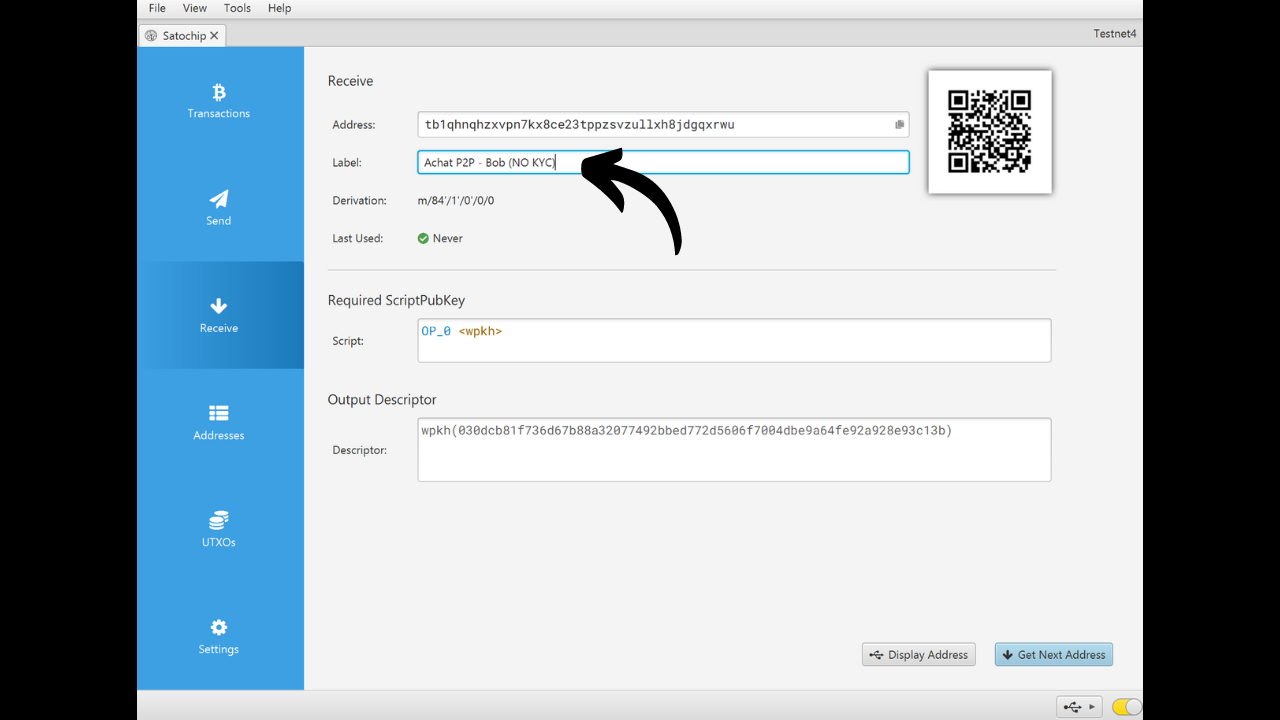 File View Tools Help
Satochip
Testnet4
Transactions
Send
Receive
Addresses
UTXOs
Settings
Receive
Address: tb1qhnqhzxvpn7kx8ce23tppzsvzullxh8jdgqxrwu
Label: Achat P2P - Bob (NO KYC)
Derivation: m/84'/1'/0'/0/0
Last Used: Never
Required ScriptPubKey
Script: OP_0 <wpkh>
Output Descriptor
Descriptor: wpkh(030dcb81f736d67b88a32077492bbed772d5606f7004dbe9a64fe92a928e93c13b)
Display Address
Get Next Address